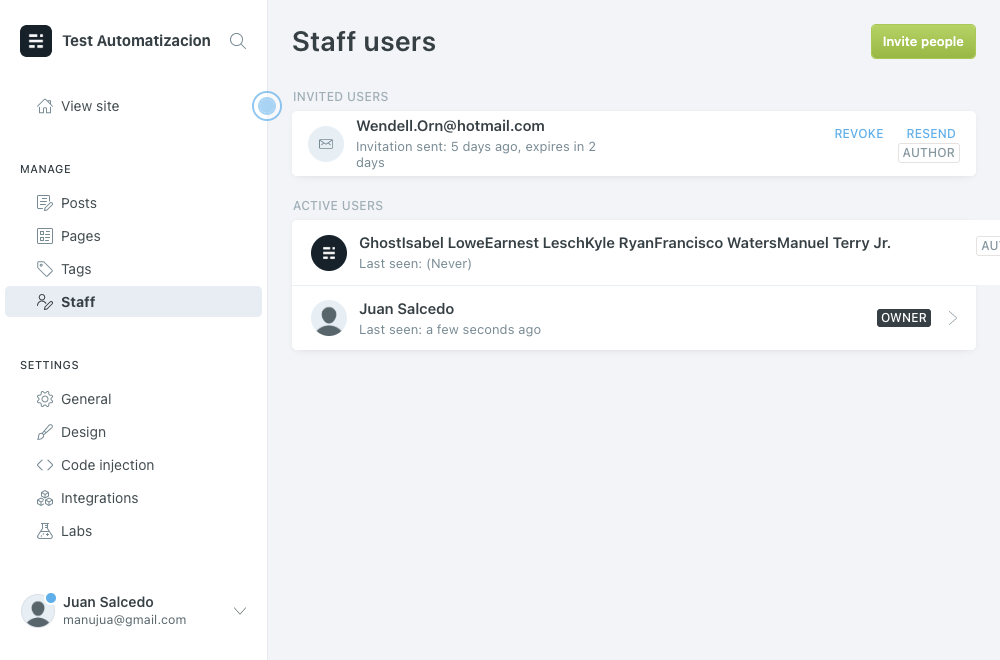 Test Automatizacion
View site
MANAGE
Posts
Pages
Tags
Staff
SETTINGS
General
Design
Code injection
Integrations
Labs
Juan Salcedo
manujua@gmail.com
Staff users
Invite people
INVITED USERS
Wendell.Orn@hotmail.com
Invitation sent: 5 days ago, expires in 2
days
REVOKE
RESEND
AUTHOR
ACTIVE USERS
GhostIsabel LoweEarnest LeschKyle RyanFrancisco WatersManuel Terry Jr.
Last seen: (Never)
Juan Salcedo
Last seen: a few seconds ago
OWNER